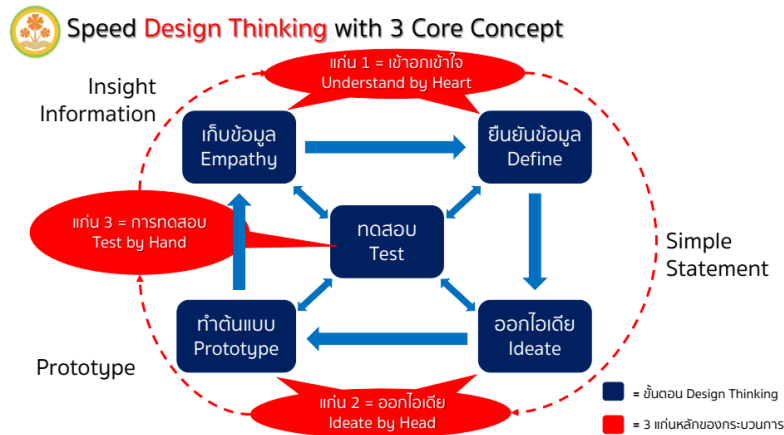 Speed Design Thinking with 3 Core Concept
แก่น 1 = เข้าอกเข้าใจ
Understand by Heart
Insight
Information
เก็บข้อมูล
Empathy
ยืนยันข้อมูล
Define
แก่น 3 = การทดสอบ
Test by Hand
ทดสอบ
Test
Simple
Statement
ทำต้นแบบ
Prototype
ออกไอเดีย
Ideate
Prototype
แก่น 2 = ออกไอเดีย
Ideate by Head
= ขั้นตอน Design Thinking
= 3 แก่นหลักของกระบวนการ